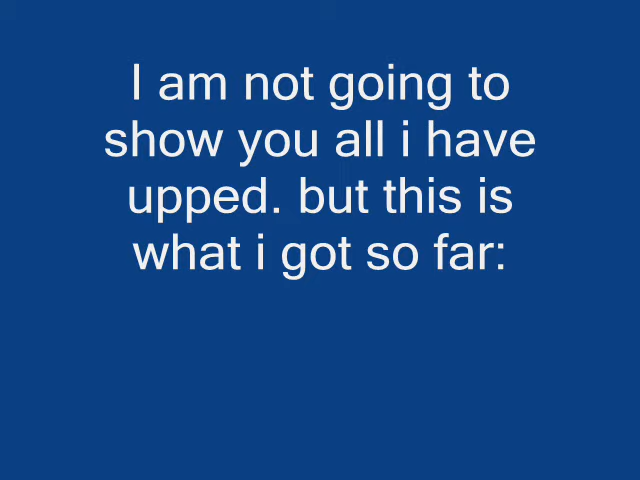 I am not going to
show you all i have
upped. but this is
what i got so far: